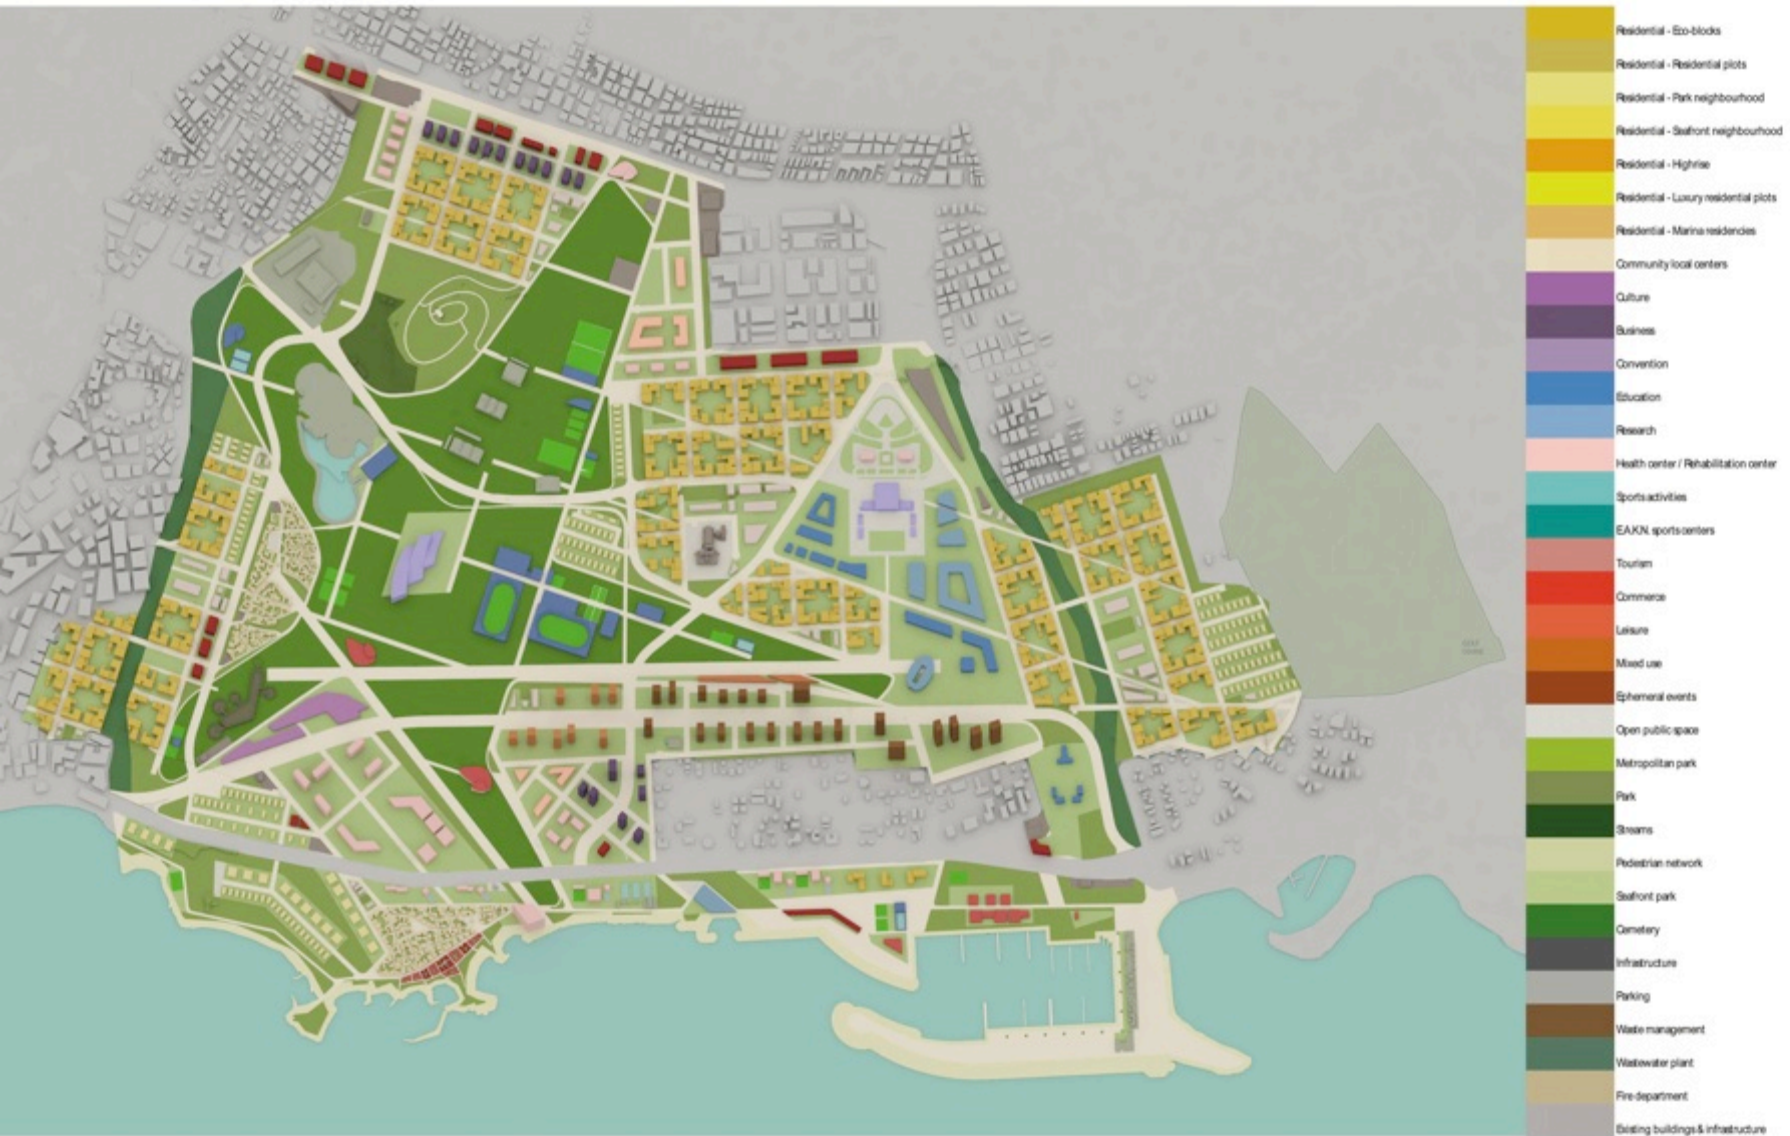 Residential - Eco-blocks
Residential - Residential plots
Residential - Park neighbourhood
Residential - Seafront neighbourhood
Residential - Highrise
Residential - Luxury residential plots
Residential - Marina residencies
Community local centers
Culture
Business
Convention
Education
Research
Health center / Rehabilitation center
Sports activities
E.A.K.N. sports centers
Tourism
Commerce
Leisure
Mixed use
Ephemeral events
Open public space
Metropolitan park
Park
Streams
Pedestrian network
Seafront park
Cemetery
Infrastructure
Parking
Waste management
Wastewater plant
Fire department
Existing buildings & infrastructure